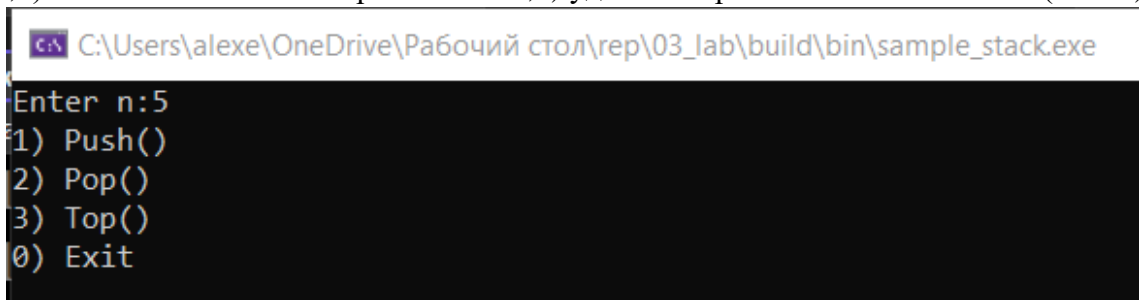 C:\Users\alexe\OneDrive\Рабочий стол\rep\03_lab\build\bin\sample_stack.exe
Enter n:5
1) Push()
2) Pop()
3) Top()
0) Exit